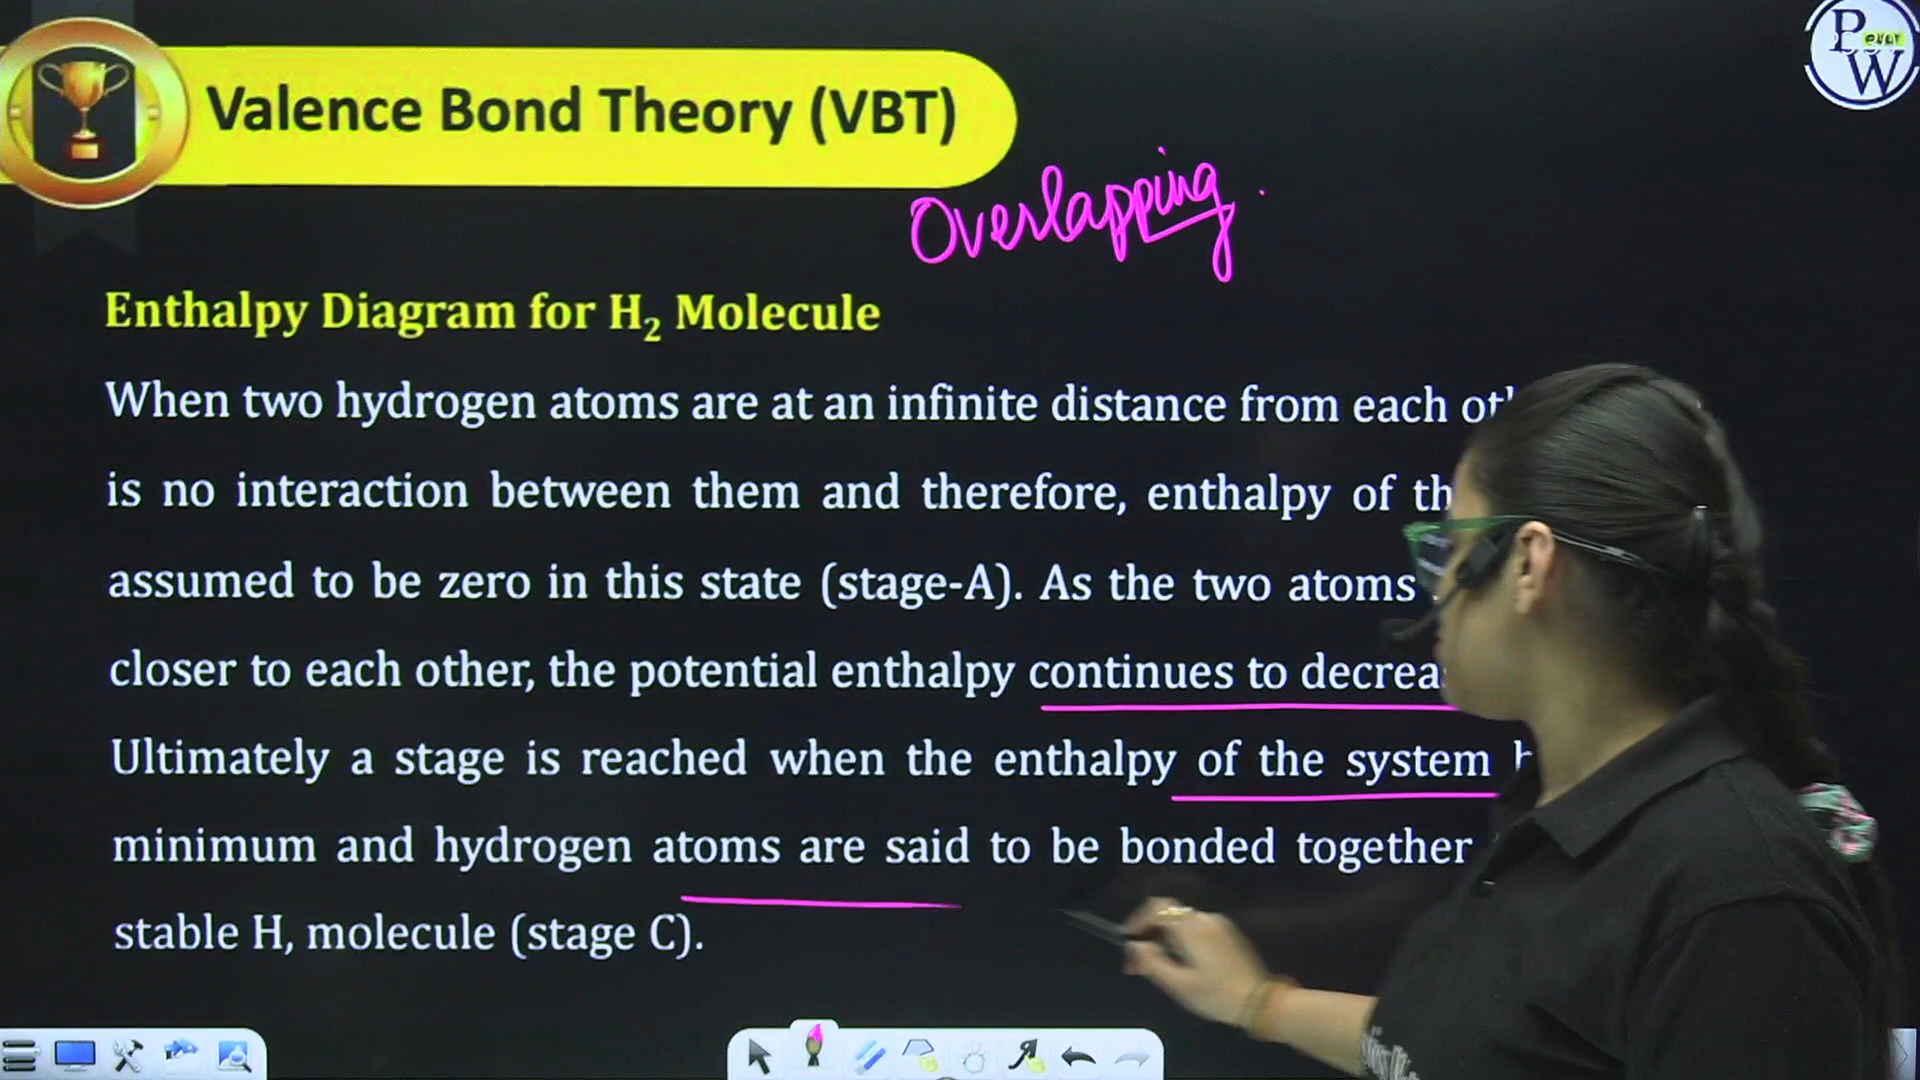 PW
Valence Bond Theory (VBT)
Overlapping
Enthalpy Diagram for H₂ Molecule
When two hydrogen atoms are at an infinite distance from each
is no interaction between them and therefore, enthalpy of
assumed to be zero in this state (stage-A). As the two atoms
closer to each other, the potential enthalpy continues to
Ultimately a stage is reached when the enthalpy of the system
minimum and hydrogen atoms are said to be bonded together
stable H, molecule (stage C).